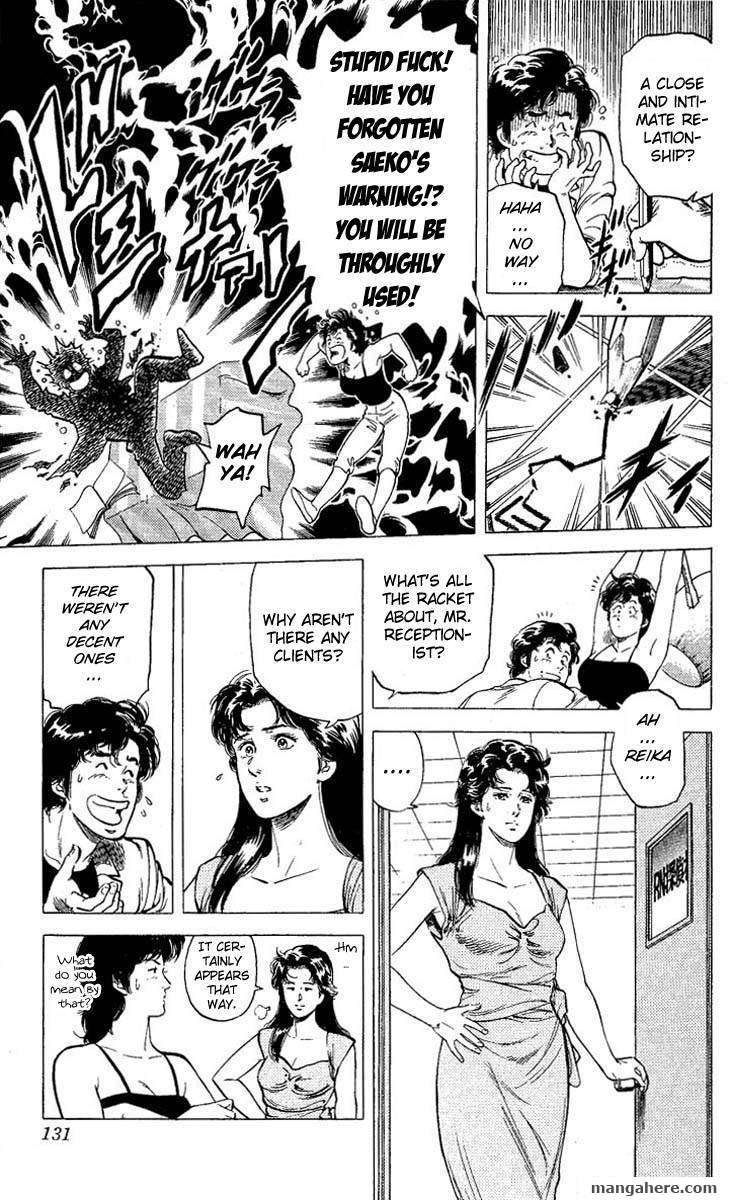 A CLOSE
AND INTI-
MATE RE-
LATION-
SHIP?
HAHA
...
NO
WAY
...
STUPID FUCK!
HAVE YOU
FORGOTTEN
SAEKO'S
WARNING!?
YOU WILL BE
THROUGHLY
USED!
WAH
YA!
WHAT'S ALL
THE RACKET
ABOUT, MR.
RECEPTION-
IST?
AH
...
REIKA
...
....
WHY AREN'T
THERE ANY
CLIENTS?
THERE
WEREN'T
ANY
DECENT
ONES
...
Hm
IT CER-
TAINLY
APPEARS
THAT
WAY.
What
do you
mean by
that?
131
mangahere.com